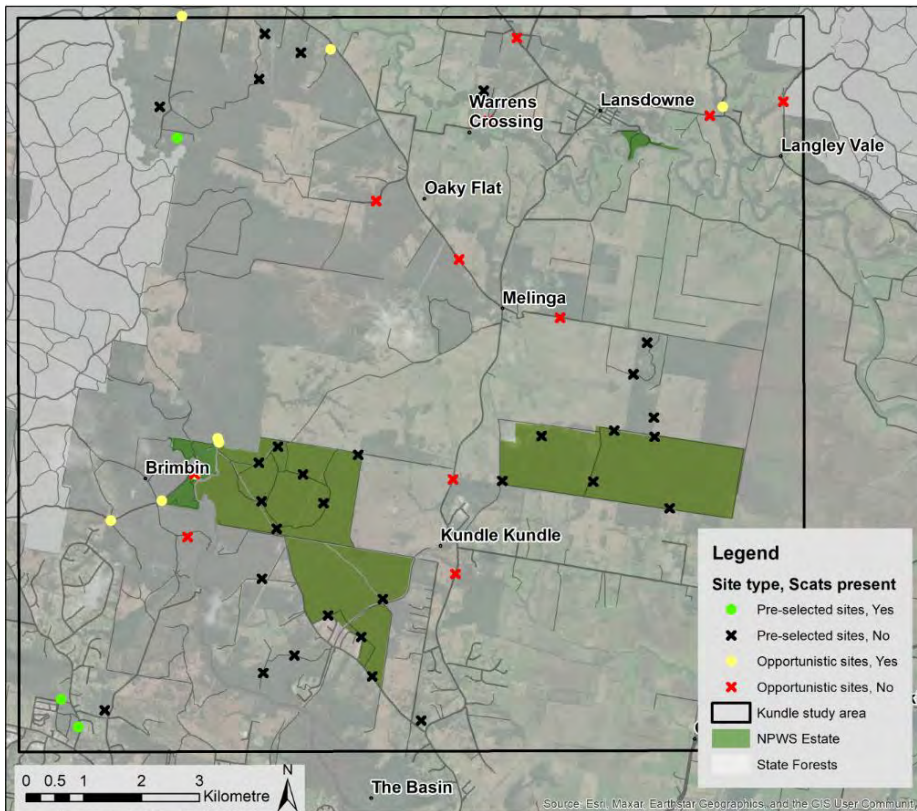 Warrens
Crossing
Lansdowne
Langley Vale
Oaky Flat
Melinga
Brimbin
Kundle Kundle
The Basin
Legend
Site type, Scats present
Pre-selected sites, Yes
Pre-selected sites, No
Opportunistic sites, Yes
Opportunistic sites, No
Kundle study area
NPWS Estate
State Forests
0 0.5 1 2 3
Kilometre
N
Source: Esri, Maxar, Earthstar Geographics, and the GIS User Community